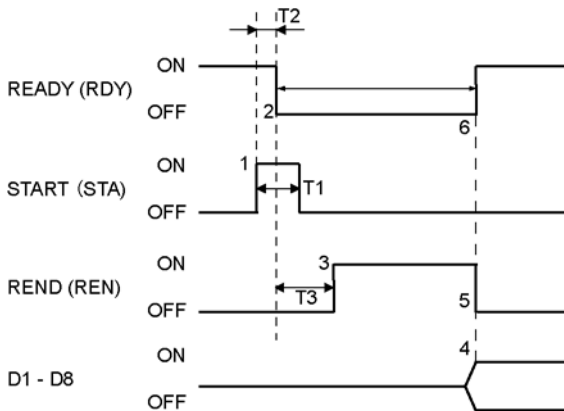 T2
ON
READY (RDY)
OFF
2
6
ON
1
START (STA)
T1
OFF
ON
3
REND (REN)
T3
OFF
5
ON
4
D1 - D8
OFF